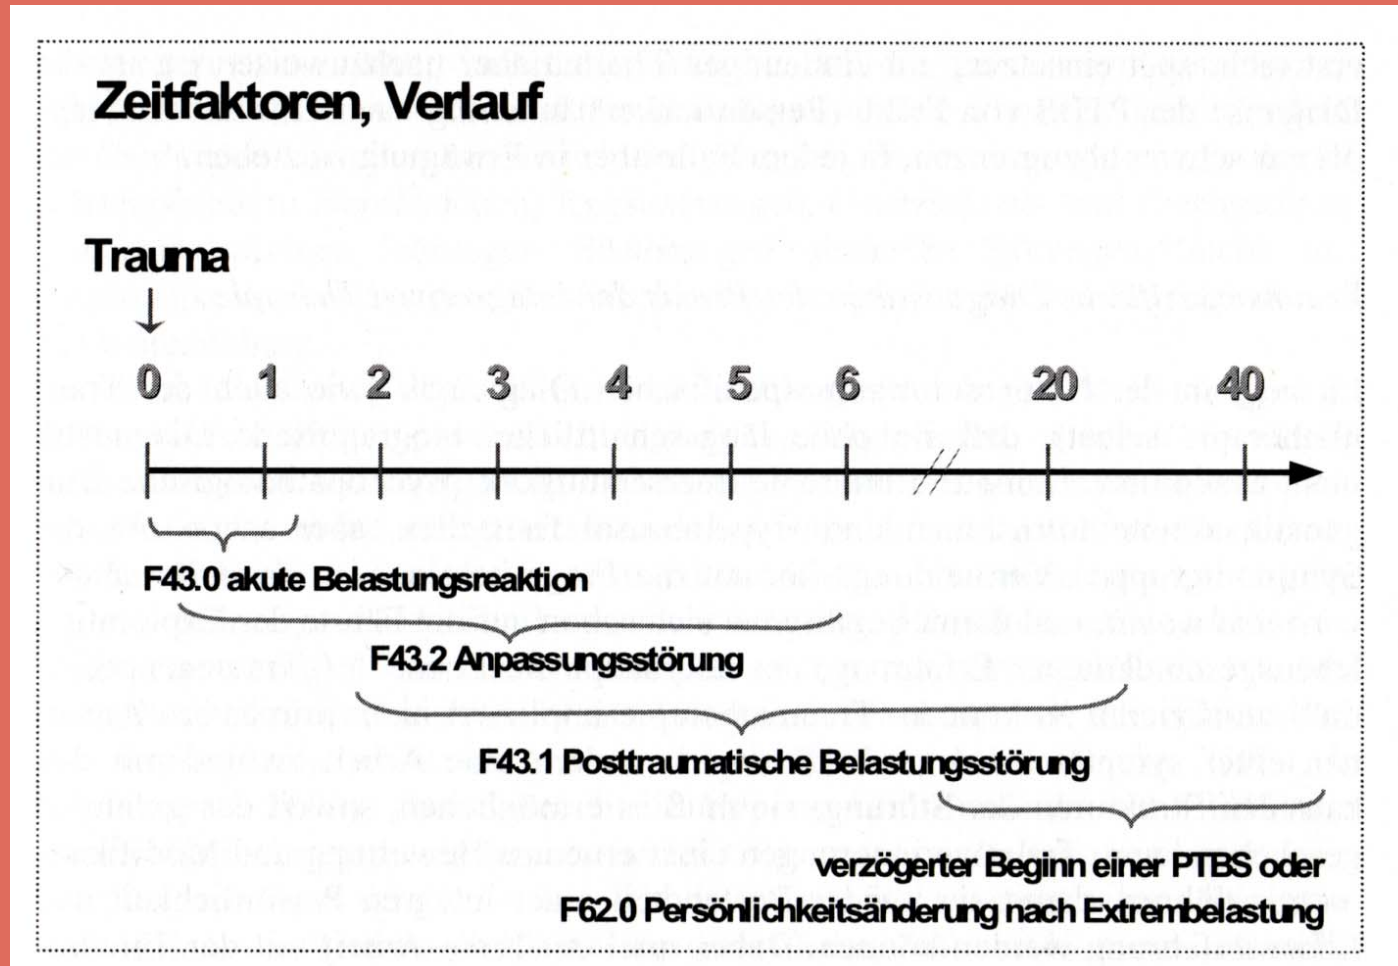 Zeitfaktoren, Verlauf
Trauma
0 1 2 3 4 5 6 20 40
F43.0 akute Belastungsreaktion
F43.2 Anpassungsstörung
F43.1 Posttraumatische Belastungsstörung
verzögerter Beginn einer PTBS oder
F62.0 Persönlichkeitsänderung nach Extrembelastung